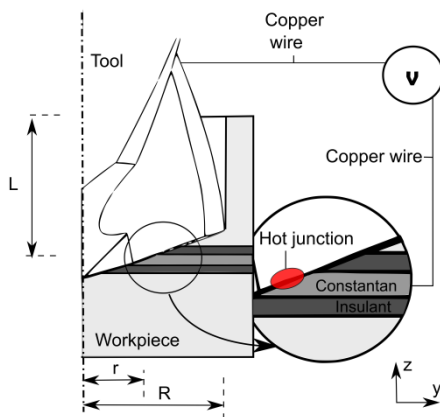 Copper
wire
Tool
V
L
Copper wire
Hot junction
Constantan
Insulant
Workpiece
r
R
z
y